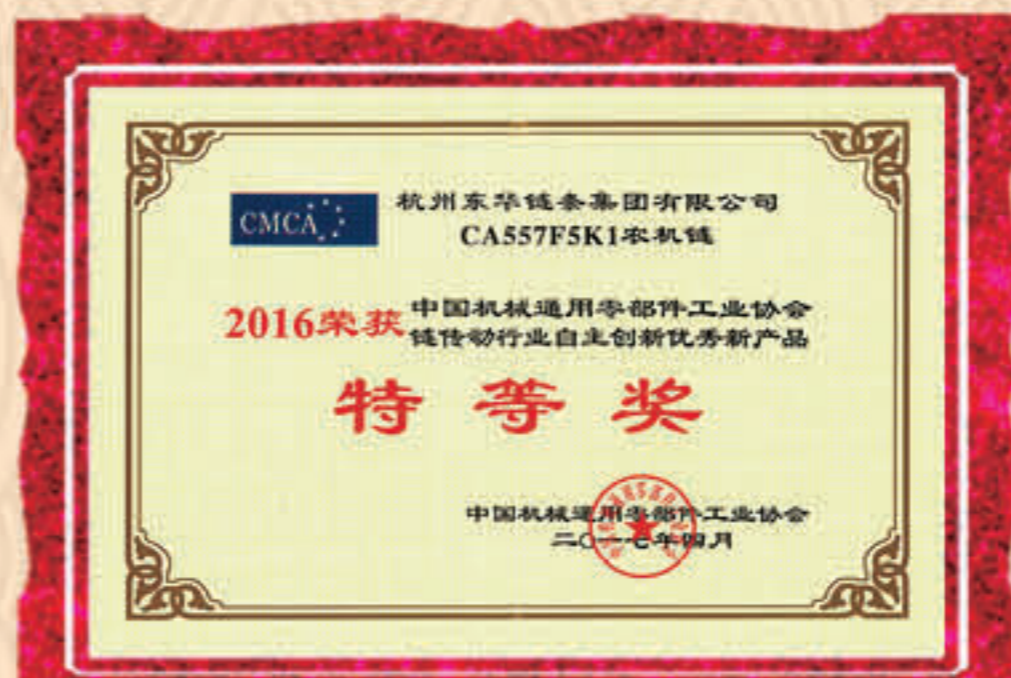 CMCA
杭州东华链条集团有限公司
CA557F5K1农机链
2016荣获
中国机械通用零部件工业协会
链传动行业自主创新优秀新产品
特等奖
中国机械通用零部件工业协会
二〇一七年四月